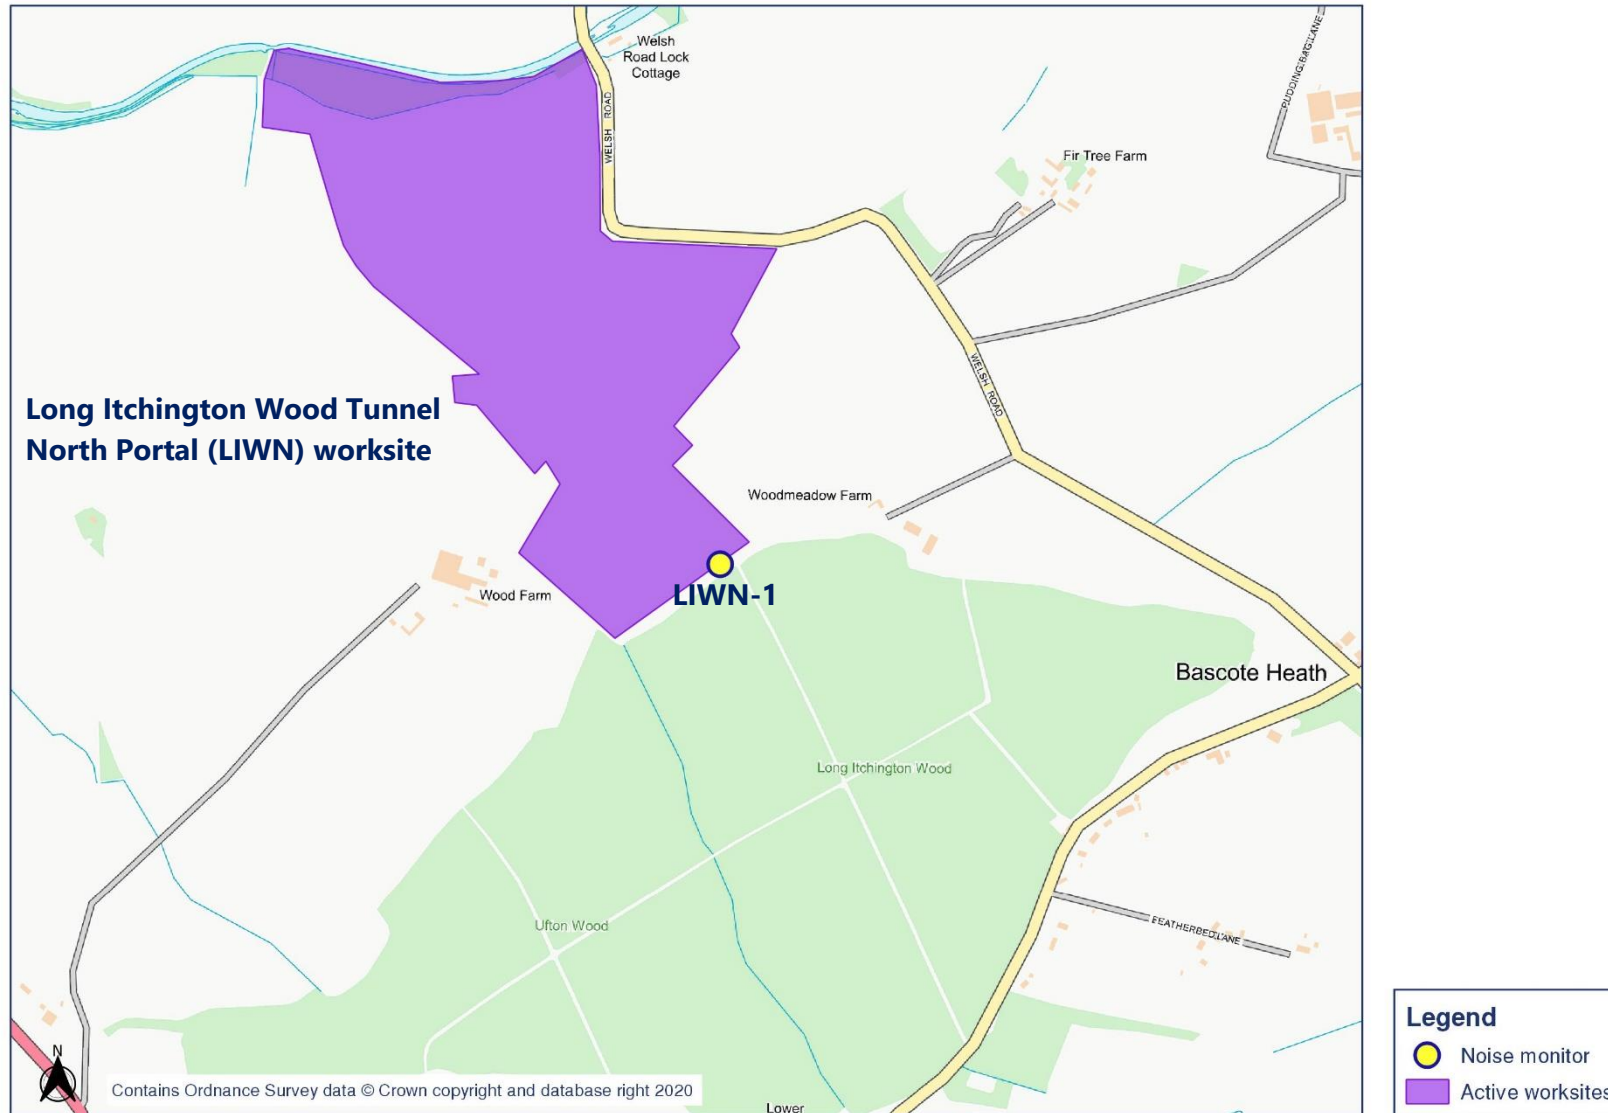 Welsh
Road Lock
Cottage
PUDDING BAG LANE
WELSH ROAD
Fir Tree Farm
WELSH ROAD
Long Itchington Wood Tunnel
North Portal (LIWN) worksite
Woodmeadow Farm
Wood Farm
LIWN-1
Bascote Heath
Long Itchington Wood
Ufton Wood
FEATHERBED LANE
N
Contains Ordnance Survey data © Crown copyright and database right 2020
Lower
Legend
Noise monitor
Active worksites